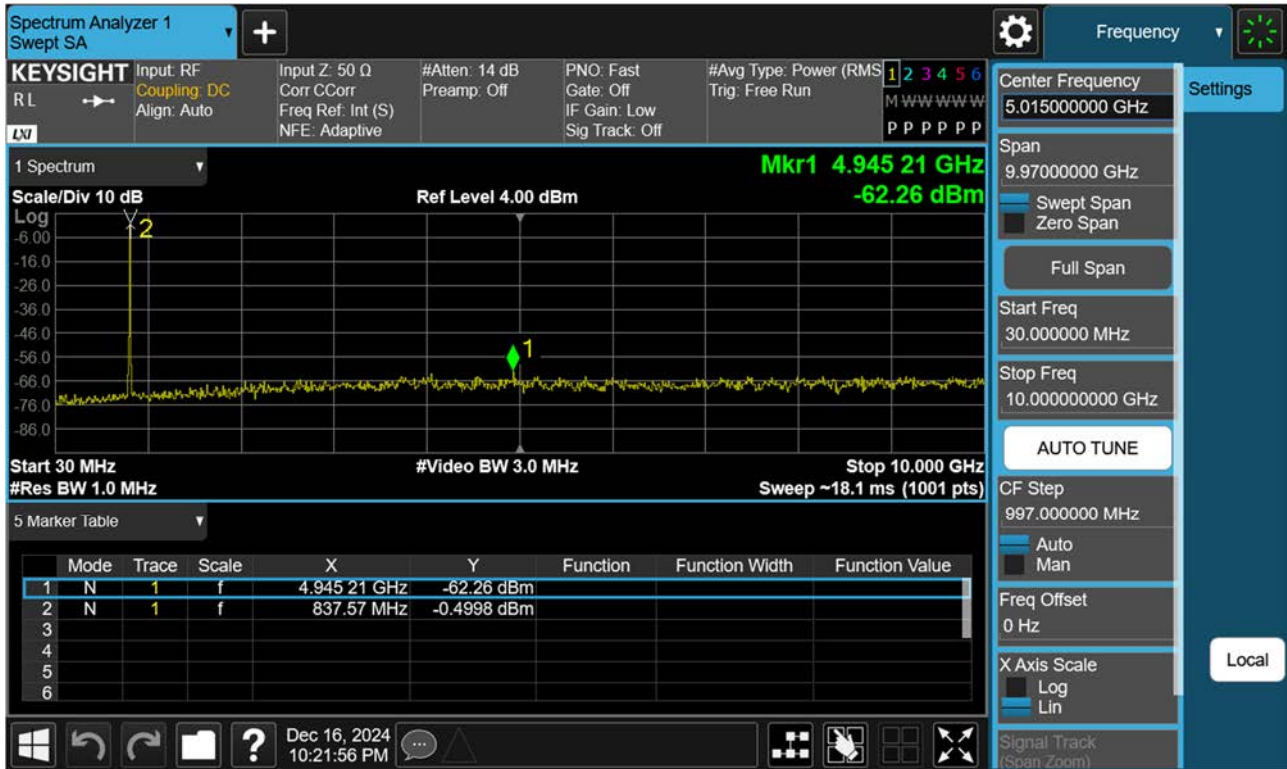 Spectrum Analyzer 1
Swept SA
Frequency
KEYSIGHT
RL
LXI
Input: RF
Coupling: DC
Align: Auto
Input Z: 50 Ω
Corr CCorr
Freq Ref: Int (S)
NFE: Adaptive
#Atten: 14 dB
Preamp: Off
PNO: Fast
Gate: Off
IF Gain: Low
Sig Track: Off
#Avg Type: Power (RMS
Trig: Free Run
1 2 3 4 5 6
M W W W W W
P P P P P P
1 Spectrum
Mkr1 4.945 21 GHz
-62.26 dBm
Scale/Div 10 dB
Ref Level 4.00 dBm
Log
-6.00
-16.0
-26.0
-36.0
-46.0
-56.0
-66.0
-76.0
-86.0
2
1
Start 30 MHz
#Video BW 3.0 MHz
Stop 10.000 GHz
#Res BW 1.0 MHz
Sweep ~18.1 ms (1001 pts)
5 Marker Table
Mode Trace Scale X Y Function Function Width Function Value
1 N 1 f 4.945 21 GHz -62.26 dBm
2 N 1 f 837.57 MHz -0.4998 dBm
3
4
5
6
Dec 16, 2024
10:21:56 PM
Center Frequency
5.015000000 GHz
Settings
Span
9.97000000 GHz
Swept Span
Zero Span
Full Span
Start Freq
30.000000 MHz
Stop Freq
10.000000000 GHz
AUTO TUNE
CF Step
997.000000 MHz
Auto
Man
Freq Offset
0 Hz
X Axis Scale
Log
Lin
Local
Signal Track
(Span Zoom)